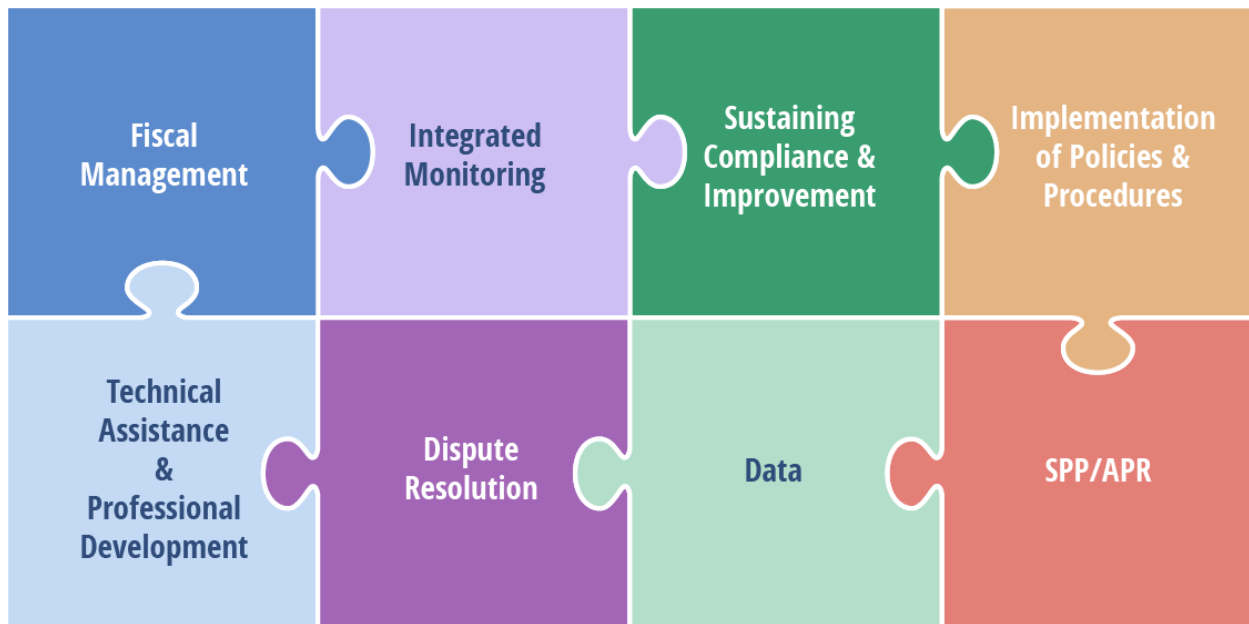 Fiscal
Management
Integrated
Monitoring
Sustaining
Compliance &
Improvement
Implementation
of Policies &
Procedures
Technical
Assistance
&
Professional
Development
Dispute
Resolution
Data
SPP/APR